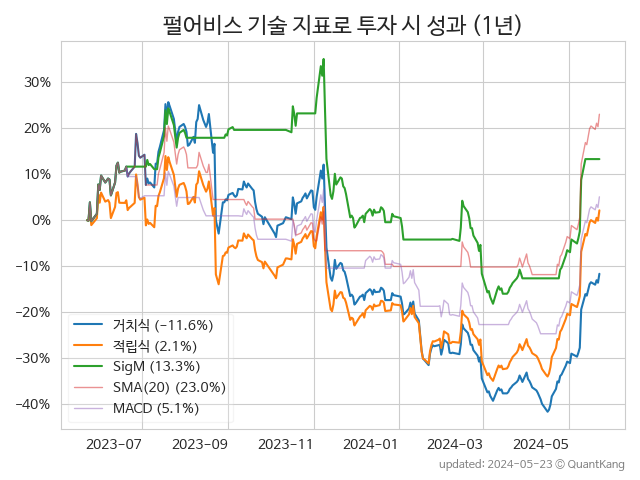 펄어비스 기술 지표로 투자 시 성과 (1년)
30%
20%
10%
0%
−10%
−20%
−30%
−40%
거치식 (−11.6%)
적립식 (2.1%)
SigM (13.3%)
SMA(20) (23.0%)
MACD (5.1%)
2023-07 2023-09 2023-11 2024-01 2024-03 2024-05
updated: 2024-05-23 ⓒ QuantKang